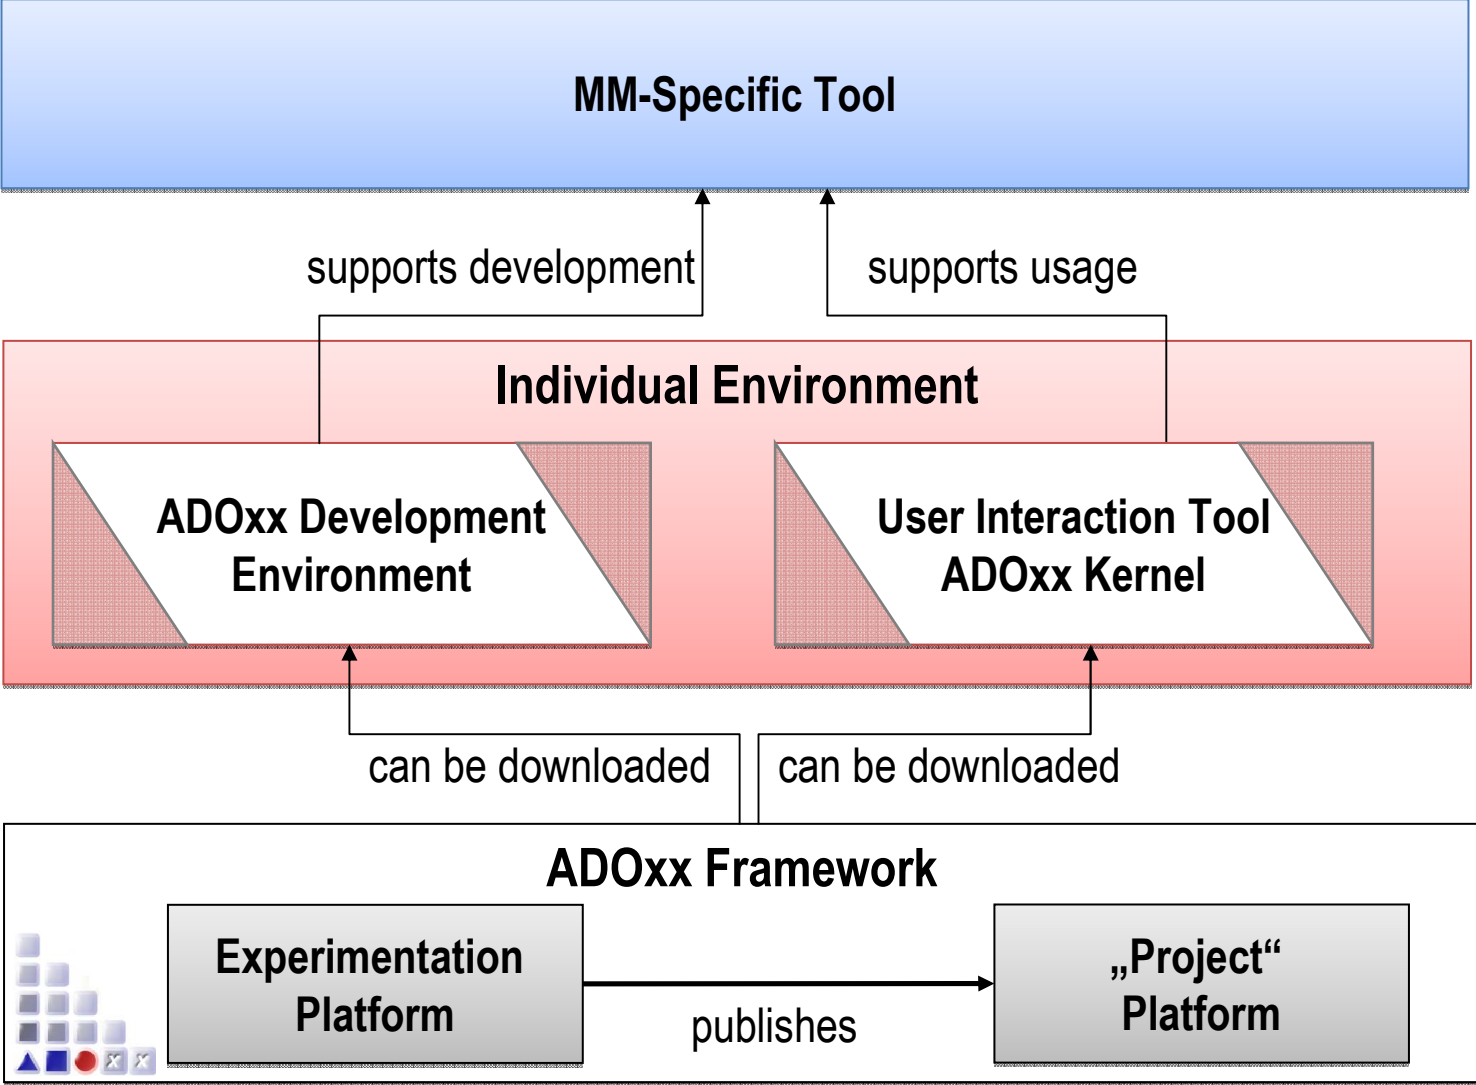 MM-Specific Tool
supports development
supports usage
Individual Environment
ADOxx Development
Environment
User Interaction Tool
ADOxx Kernel
can be downloaded
can be downloaded
ADOxx Framework
Experimentation
Platform
publishes
„Project“
Platform
X X